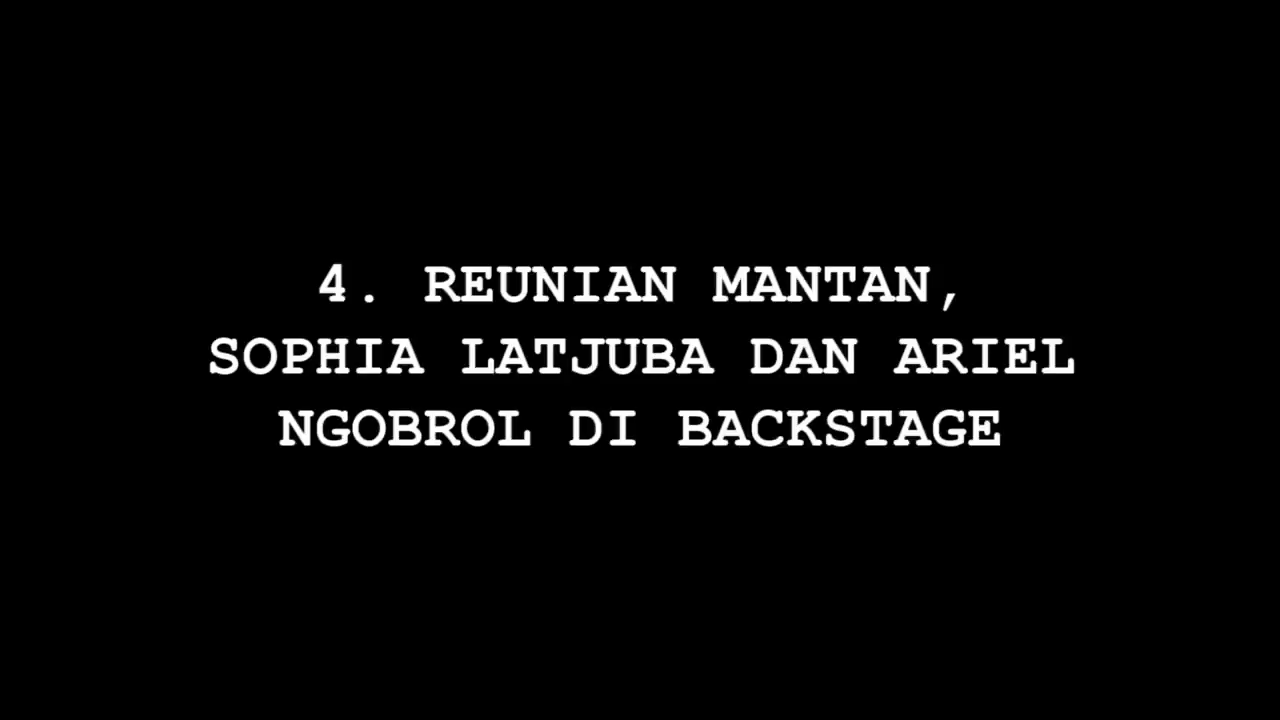 4. REUNIAN MANTAN,
SOPHIA LATJUBA DAN ARIEL
NGOBROL DI BACKSTAGE